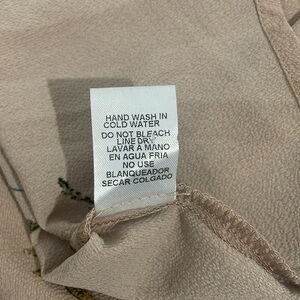 HAND WASH IN
COLD WATER
DO NOT BLEACH
LINE DRY
LAVAR A MANO
EN AGUA FRIA
NO USE
BLANQUEADOR
SECAR COLGADO